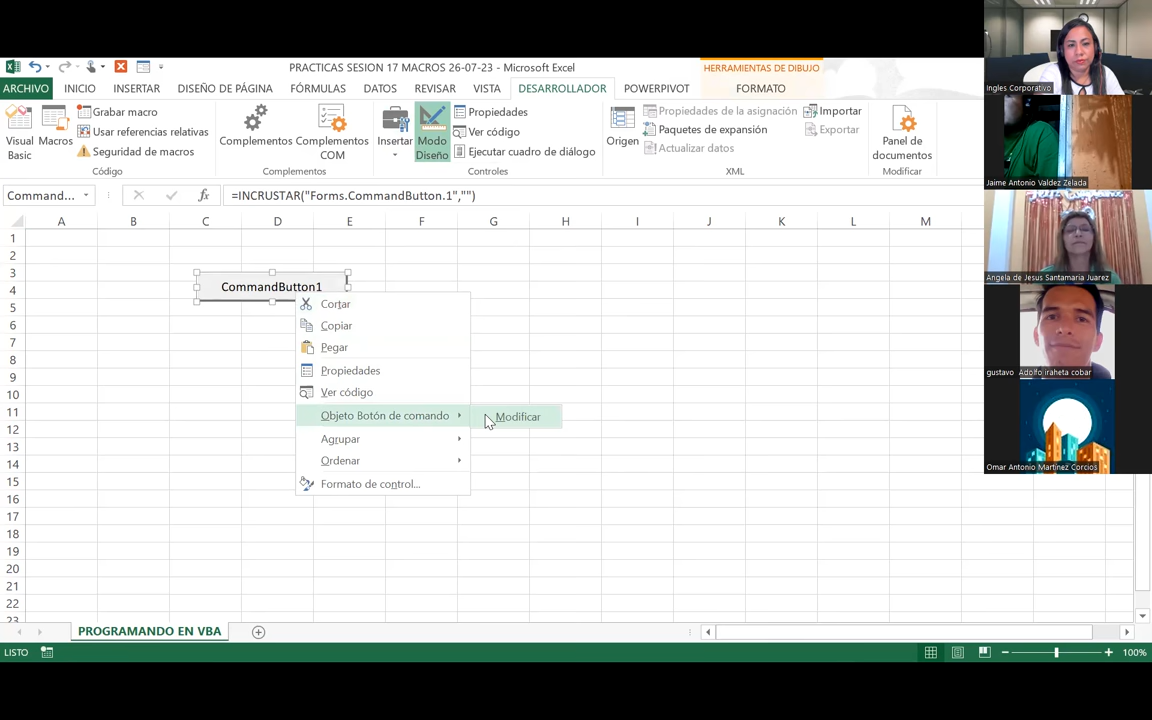 PRACTICAS SESION 17 MACROS 26-07-23 - Microsoft Excel
HERRAMIENTAS DE DIBUJO
ARCHIVO INICIO INSERTAR DISEÑO DE PÁGINA FÓRMULAS DATOS REVISAR VISTA DESARROLLADOR POWERPIVOT FORMATO
Visual Basic
Macros
Grabar macro
Usar referencias relativas
Seguridad de macros
Código
Complementos
Complementos COM
Complementos
Insertar
Modo Diseño
Propiedades
Ver código
Ejecutar cuadro de diálogo
Controles
Origen
Propiedades de la asignación
Paquetes de expansión
Actualizar datos
Importar
Exportar
XML
Panel de documentos
Modificar
Command...
fx
=INCRUSTAR("Forms.CommandButton.1","")
A B C D E F G H I J K L M
1
2
3
4
5
6
7
8
9
10
11
12
13
14
15
16
17
18
19
20
21
22
23
CommandButton1
Cortar
Copiar
Pegar
Propiedades
Ver código
Objeto Botón de comando
Modificar
Agrupar
Ordenar
Formato de control...
PROGRAMANDO EN VBA
LISTO
100%
Ingles Corporativo
Jaime Antonio Valdez Zelada
Angela de Jesus Santamaria Juarez
gustavo Adolfo iraheta cobar
Omar Antonio Martínez Corcios